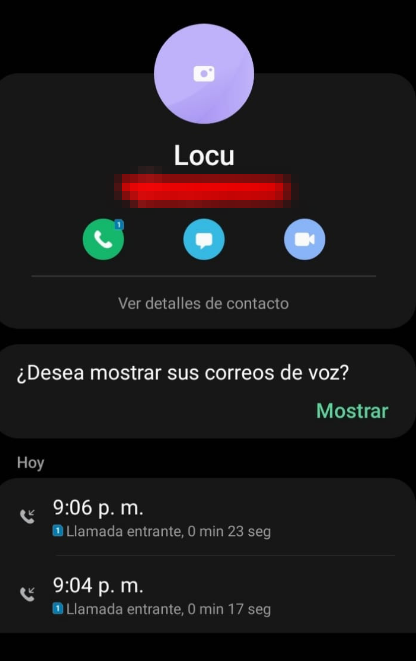 Locu
1
Ver detalles de contacto
¿Desea mostrar sus correos de voz?
Mostrar
Hoy
9:06 p. m.
1 Llamada entrante, 0 min 23 seg
9:04 p. m.
1 Llamada entrante, 0 min 17 seg